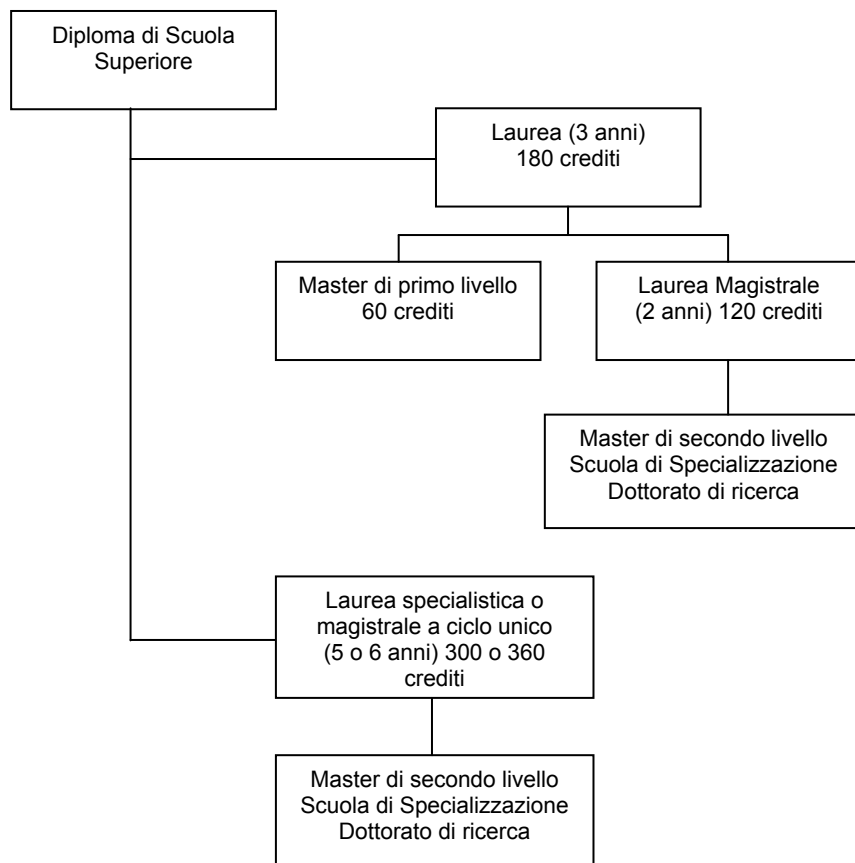 Diploma di Scuola
Superiore
Laurea (3 anni)
180 crediti
Master di primo livello
60 crediti
Laurea Magistrale
(2 anni) 120 crediti
Master di secondo livello
Scuola di Specializzazione
Dottorato di ricerca
Laurea specialistica o
magistrale a ciclo unico
(5 o 6 anni) 300 o 360
crediti
Master di secondo livello
Scuola di Specializzazione
Dottorato di ricerca